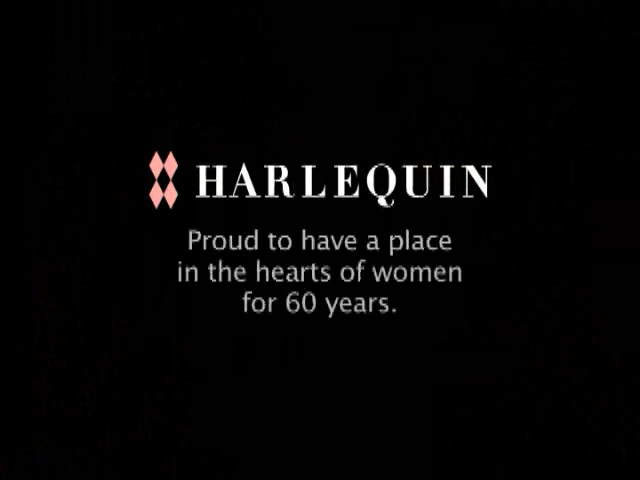 HARLEQUIN
Proud to have a place
in the hearts of women
for 60 years.